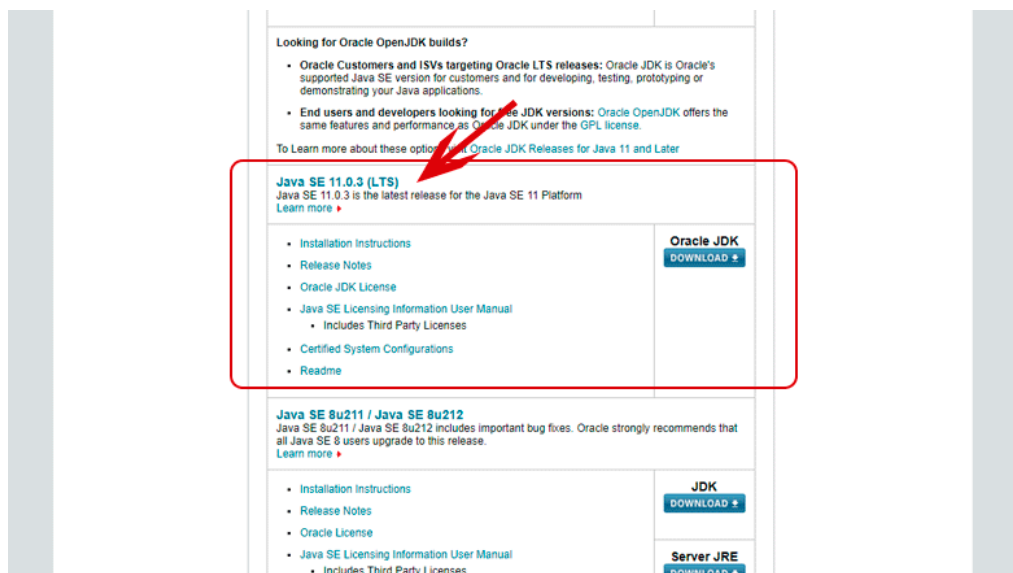 Looking for Oracle OpenJDK builds?
• Oracle Customers and ISVs targeting Oracle LTS releases: Oracle JDK is Oracle's
supported Java SE version for customers and for developing, testing, prototyping or
demonstrating your Java applications.
• End users and developers looking for free JDK versions: Oracle OpenJDK offers the
same features and performance as Oracle JDK under the GPL license.
To Learn more about these options visit Oracle JDK Releases for Java 11 and Later
Java SE 11.0.3 (LTS)
Java SE 11.0.3 is the latest release for the Java SE 11 Platform
Learn more
• Installation Instructions
• Release Notes
• Oracle JDK License
• Java SE Licensing Information User Manual
• Includes Third Party Licenses
• Certified System Configurations
• Readme
Oracle JDK
DOWNLOAD
Java SE 8u211 / Java SE 8u212
Java SE 8u211 / Java SE 8u212 includes important bug fixes. Oracle strongly recommends that
all Java SE 8 users upgrade to this release.
Learn more
• Installation Instructions
• Release Notes
• Oracle License
• Java SE Licensing Information User Manual
• Includes Third Party Licenses
JDK
DOWNLOAD
Server JRE
DOWNLOAD